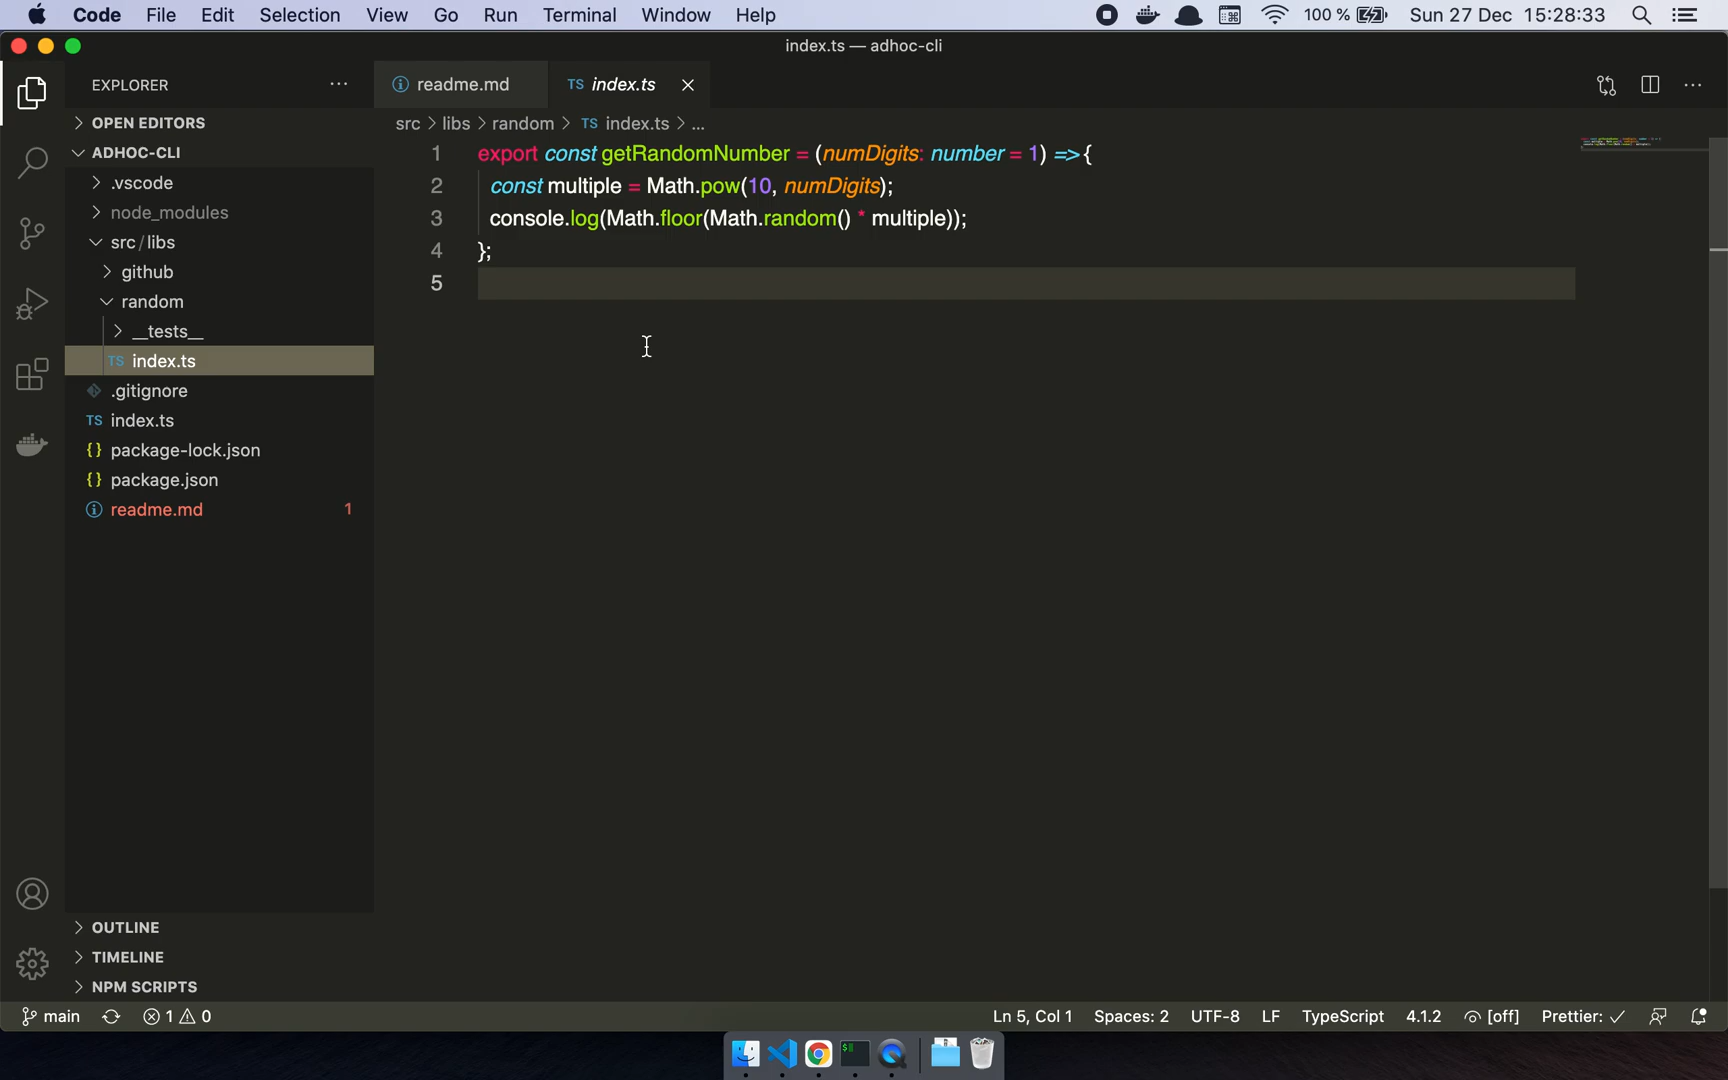 Code File Edit Selection View Go Run Terminal Window Help 100 % Sun 27 Dec 15:28:33
index.ts — adhoc-cli
EXPLORER ··· readme.md TS index.ts ···
OPEN EDITORS
src > libs > random > TS index.ts > ...
ADHOC-CLI
.vscode
node_modules
src / libs
github
random
__tests__
TS index.ts
.gitignore
TS index.ts
{} package-lock.json
{} package.json
readme.md 1
1 export const getRandomNumber = (numDigits: number = 1) => {
2 const multiple = Math.pow(10, numDigits);
3 console.log(Math.floor(Math.random() * multiple));
4 };
5
OUTLINE
TIMELINE
NPM SCRIPTS
main 1 0 Ln 5, Col 1 Spaces: 2 UTF-8 LF TypeScript 4.1.2 [off] Prettier: ✓